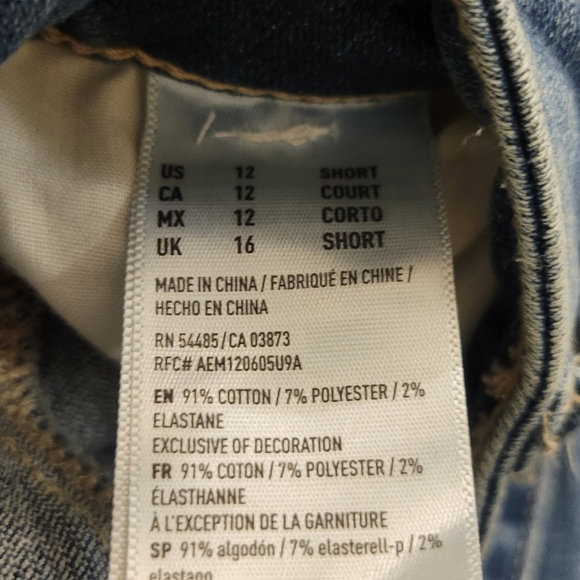 US 12 SHORT
CA 12 COURT
MX 12 CORTO
UK 16 SHORT
MADE IN CHINA / FABRIQUÉ EN CHINE /
HECHO EN CHINA
RN 54485/CA 03873
RFC# AEM120605U9A
EN 91% COTTON / 7% POLYESTER / 2%
ELASTANE
EXCLUSIVE OF DECORATION
FR 91% COTON / 7% POLYESTER / 2%
ÉLASTHANNE
À L'EXCEPTION DE LA GARNITURE
SP 91% algodón / 7% elasterell-p / 2%
elastano